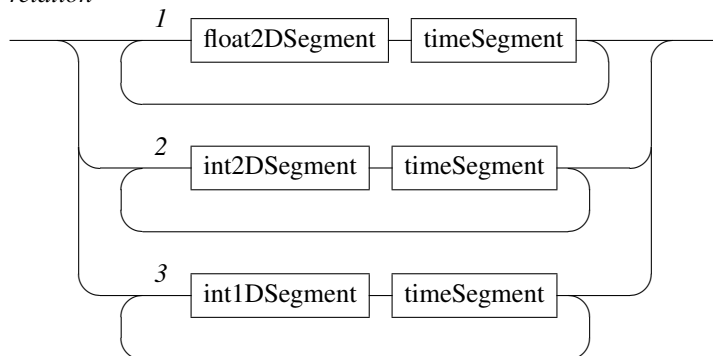 relation
1 float2DSegment timeSegment
2 int2DSegment timeSegment
3 int1DSegment timeSegment